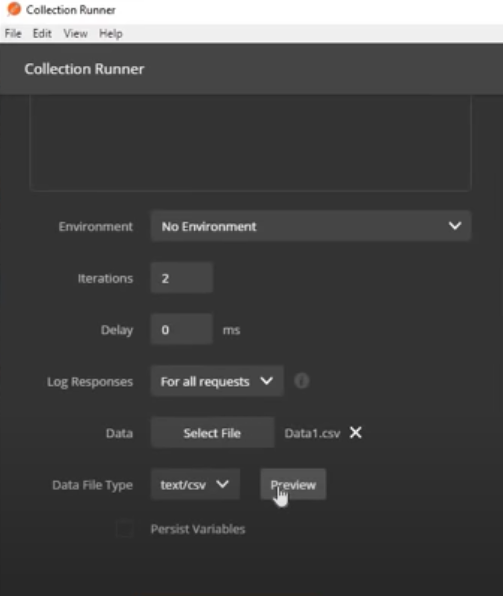 Collection Runner
File Edit View Help
Collection Runner
Environment No Environment
Iterations 2
Delay 0 ms
Log Responses For all requests
Data Select File Data1.csv
Data File Type text/csv Preview
Persist Variables